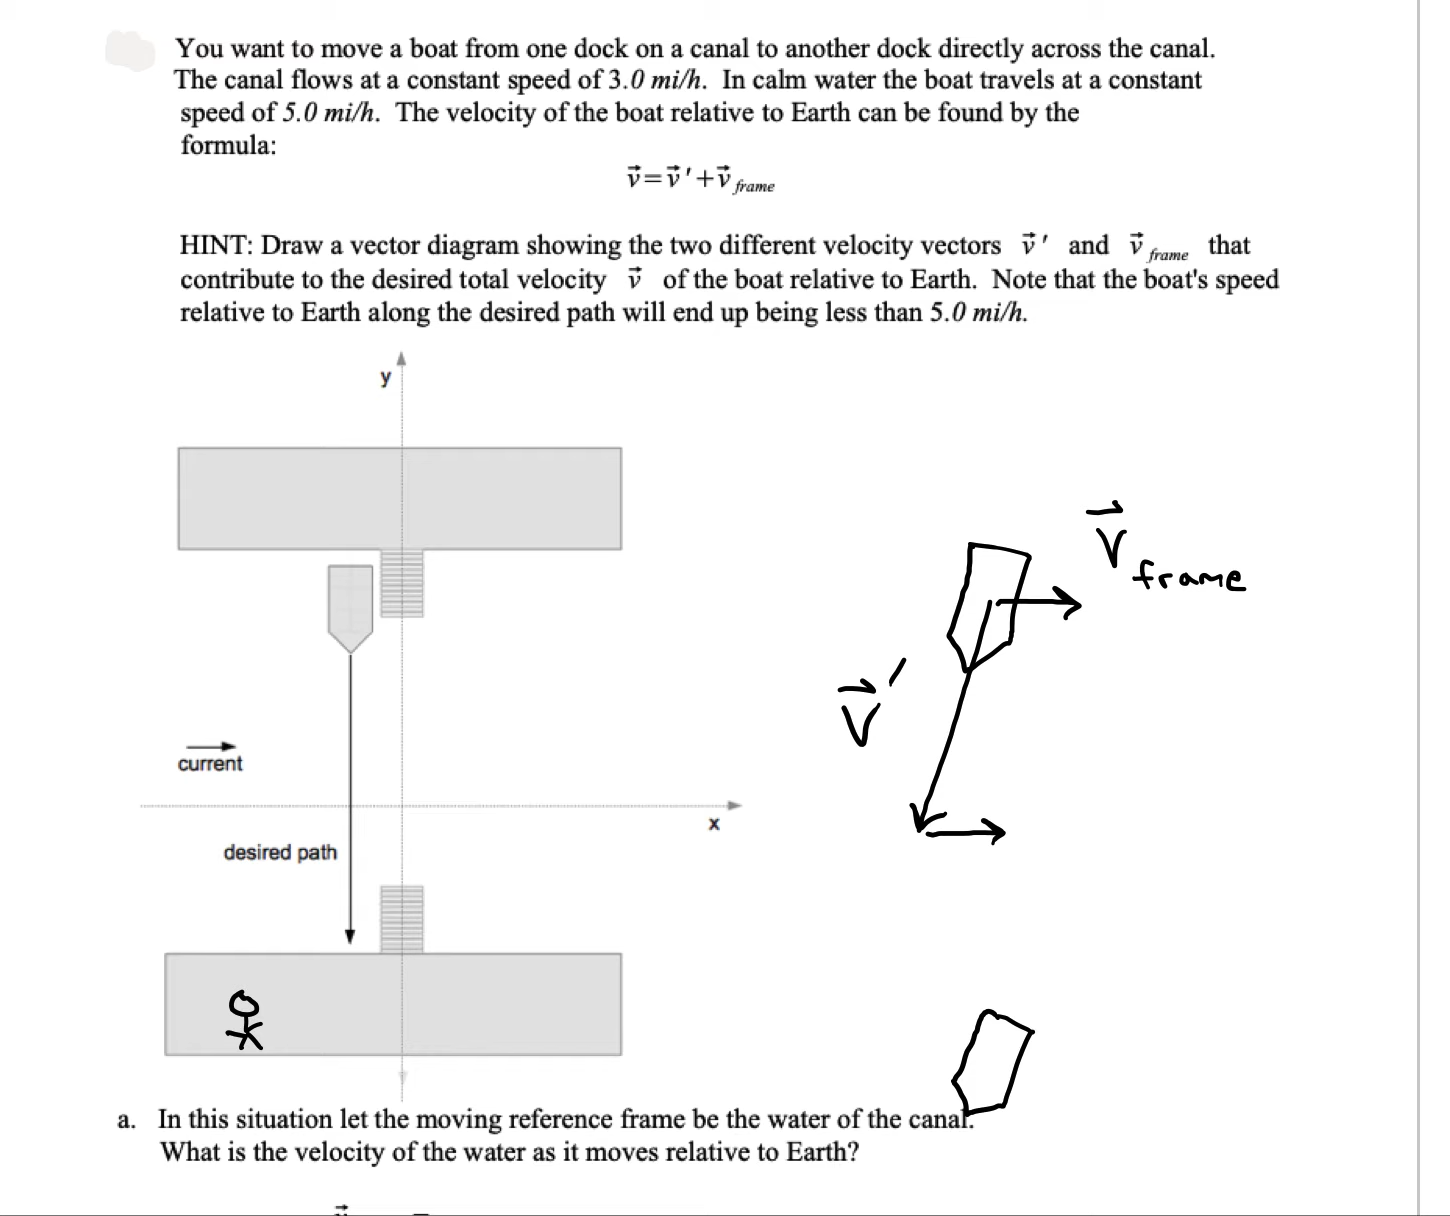 You want to move a boat from one dock on a canal to another dock directly across the canal.
The canal flows at a constant speed of 3.0 mi/h. In calm water the boat travels at a constant
speed of 5.0 mi/h. The velocity of the boat relative to Earth can be found by the
formula:
v⃗=v⃗ ′+v⃗ frame
HINT: Draw a vector diagram showing the two different velocity vectors v⃗ ′ and v⃗ frame that
contribute to the desired total velocity v⃗ of the boat relative to Earth. Note that the boat's speed
relative to Earth along the desired path will end up being less than 5.0 mi/h.
y
v⃗ frame
v⃗ ′
current
x
desired path
a. In this situation let the moving reference frame be the water of the canal.
What is the velocity of the water as it moves relative to Earth?